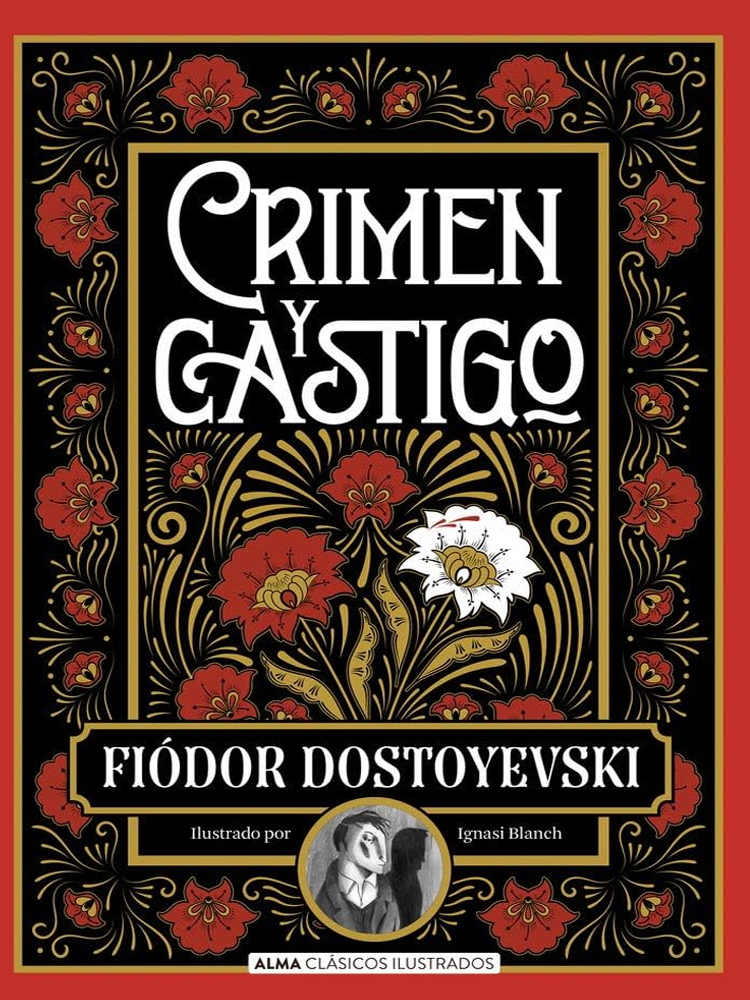 CRIMEN
Y
CASTIGO
FIÓDOR DOSTOYEVSKI
Ilustrado por Ignasi Blanch
ALMA CLÁSICOS ILUSTRADOS